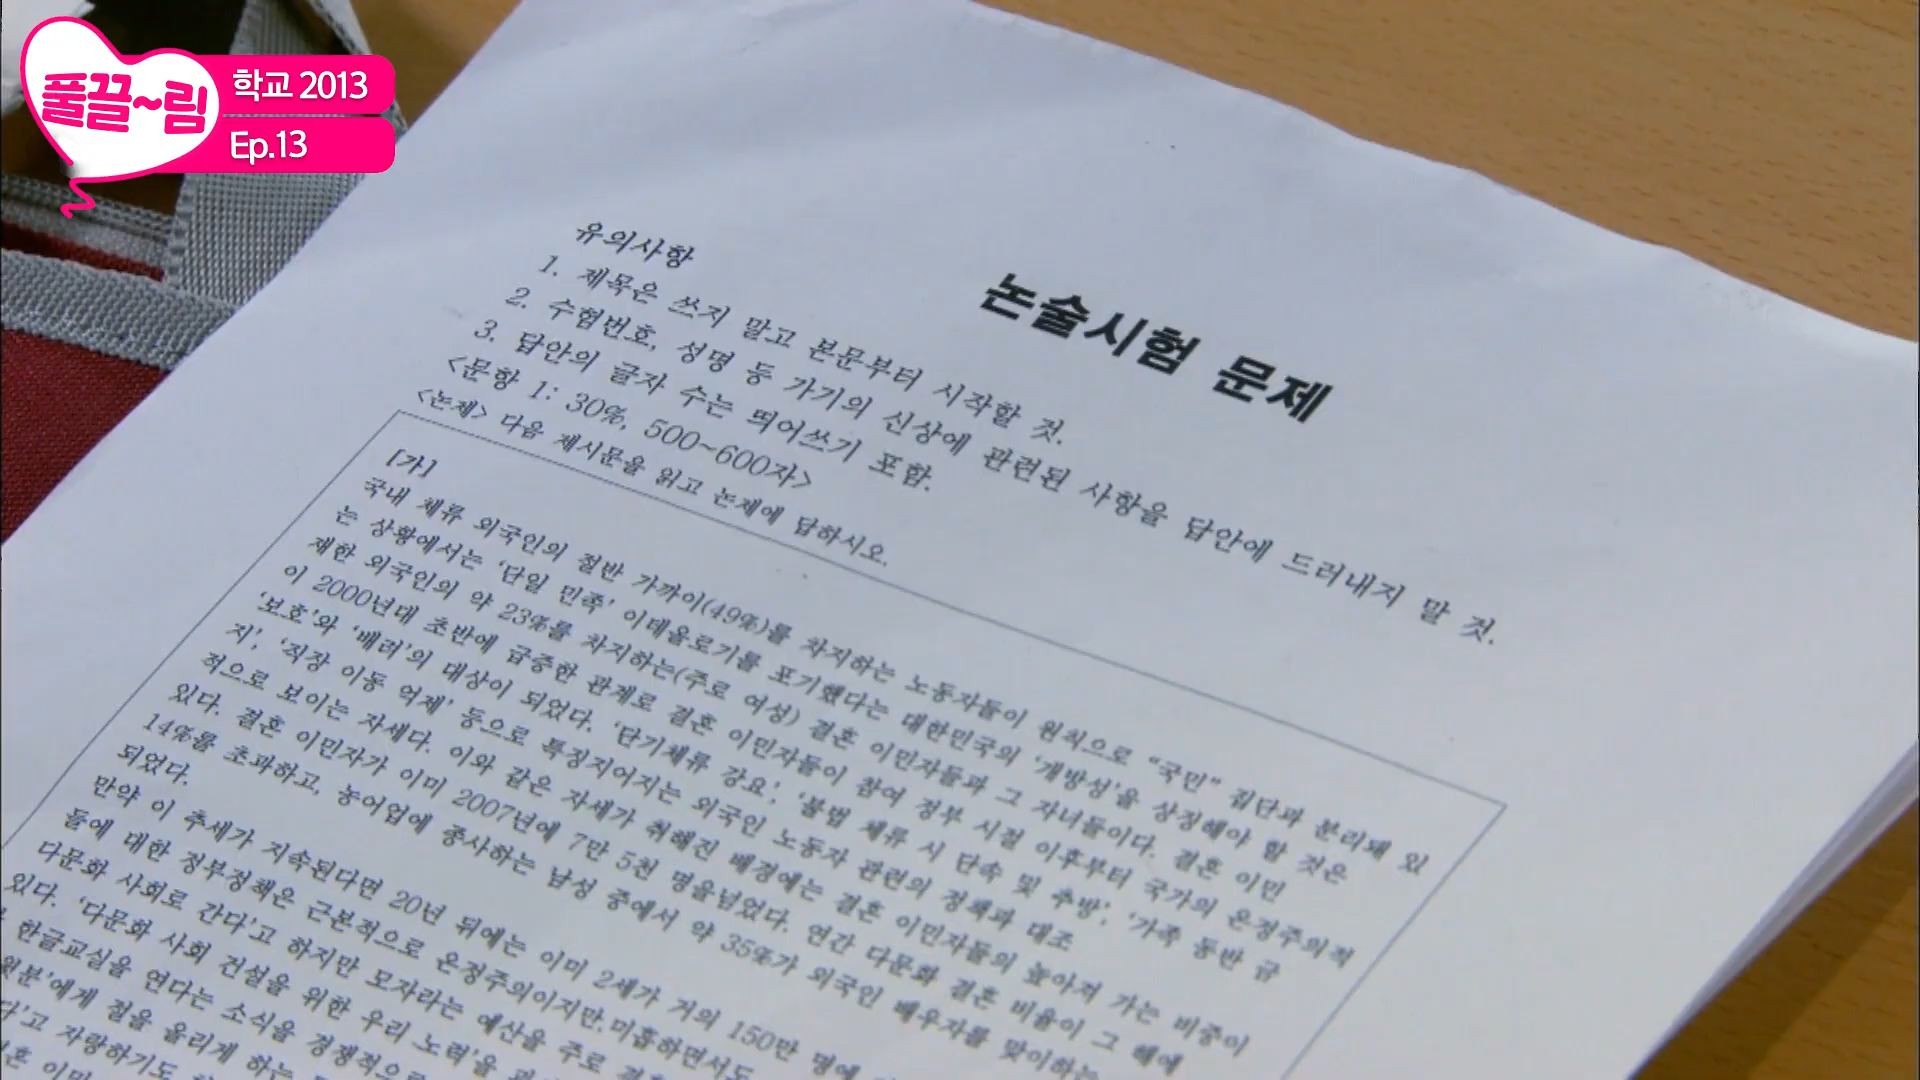 풀끌~림
학교 2013
Ep.13
논술시험 문제
유의사항
1. 제목은 쓰지 말고 본문부터 시작할 것.
2. 수험번호, 성명 등 가기의 신상에 관련된 사항을 답안에 드러내지 말 것.
3. 답안의 글자 수는 띄어쓰기 포함.
<문항 1: 30%, 500~600자>
<논제> 다음 제시문을 읽고 논제에 답하시오.
[가]
국내 체류 외국인의 절반 가까이(49%)를 차지하는 노동자들이 원칙으로 “국민” 집단과 분리돼 있
는 상황에서는 ‘단일 민족’ 이데올로기를 포기했다는 대한민국의 ‘개방성’을 상정해야 할 것은
재한 외국인의 약 23%를 차지하는(주로 여성) 결혼 이민자들과 그 자녀들이다. 결혼 이민
이 2000년대 초반에 급증한 관계로 결혼 이민자들이 참여 정부 시절 이후부터 국가의 온정주의적
‘보호’와 ‘배려’의 대상이 되었다. ‘단기체류 강요’, ‘불법 체류 시 단속 및 추방’, ‘가족 동반 금
지’, ‘직장 이동 억제’ 등으로 특징지어지는 외국인 노동자 관련의 정책과 대조
적으로 보이는 자세다. 이와 같은 자세가 취해진 배경에는 결혼 이민자들의 높아져 가는 비중이
있다. 결혼 이민자가 이미 2007년에 7만 5천 명을넘었다. 연간 다문화 결혼 비율이 그 해에
14%를 초과하고, 농어업에 종사하는 남성 중에서 약 35%가 외국인 배우자를 맞이하는
되었다.
만약 이 추세가 지속된다면 20년 뒤에는 이미 2세가 거의 150만 명에
들에 대한 정부정책은 근본적으로 온정주의이지만,미흡하면서도
다문화 사회로 간다’고 하지만 모자라는 예산을 주로
있다. ‘다문화 사회 건설을 위한 우리 노력’을
한글교실을 연다는 소식을 경쟁적으로
윗분’에게 절을 올리게 하는
다’고 자랑하기도